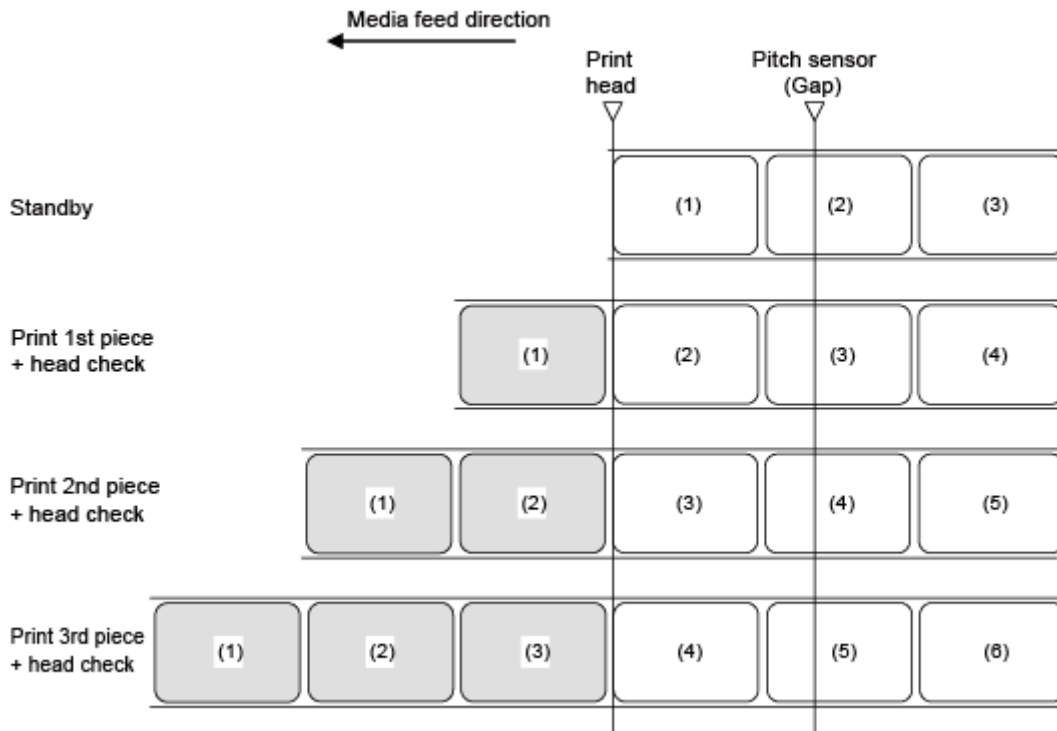 Media feed direction
Print
head
Pitch sensor
(Gap)
Standby
(1)
(2)
(3)
Print 1st piece
+ head check
(1)
(2)
(3)
(4)
Print 2nd piece
+ head check
(1)
(2)
(3)
(4)
(5)
Print 3rd piece
+ head check
(1)
(2)
(3)
(4)
(5)
(6)